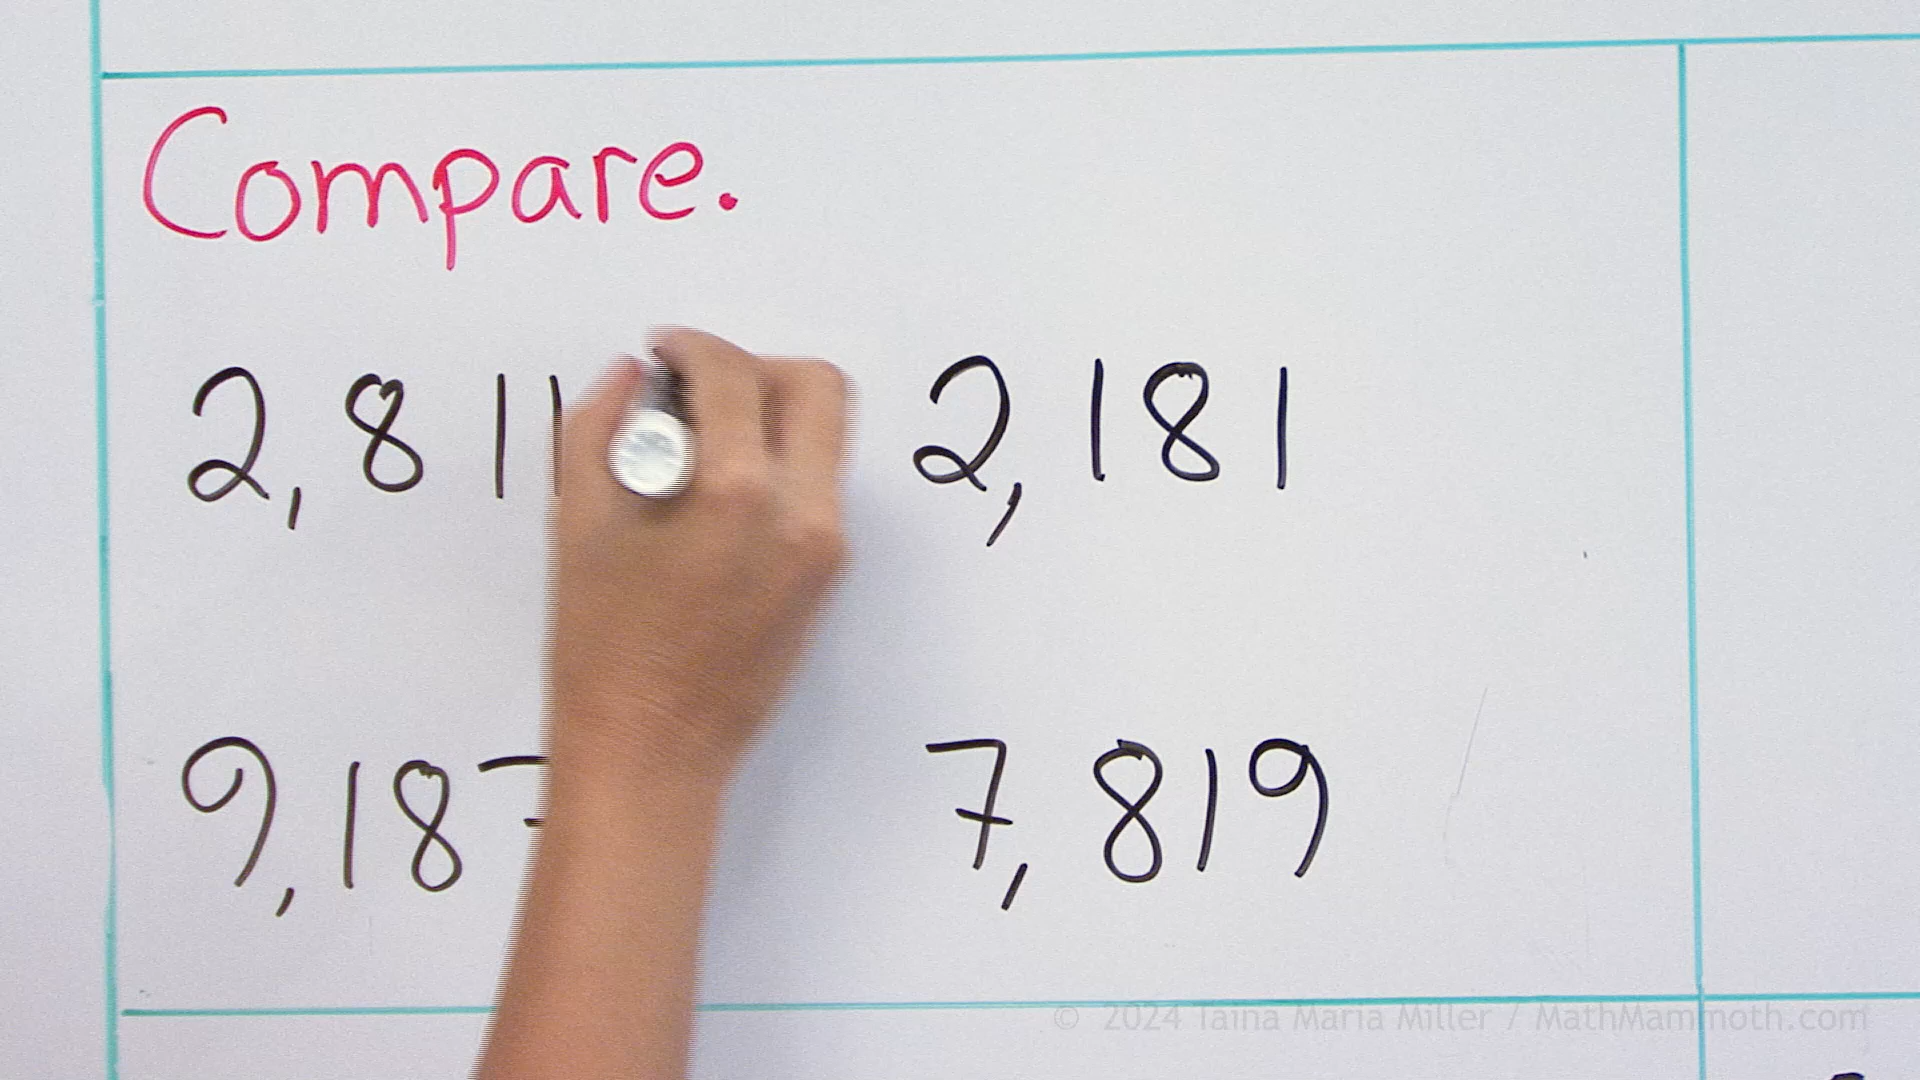 Compare.
2,811 2,181
9,187 7,819
© 2024 Taina Maria Miller / MathMammoth.com